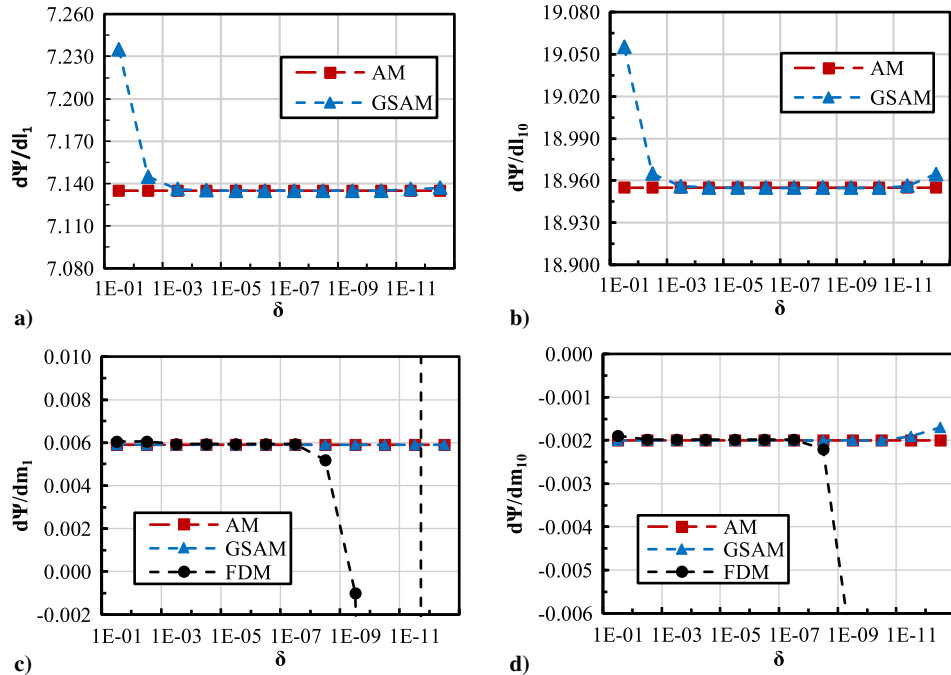 7.260
7.230
7.200
7.170
7.140
7.110
7.080
dΨ/dl1
AM
GSAM
1E-01 1E-03 1E-05 1E-07 1E-09 1E-11
δ
a)
19.080
19.050
19.020
18.990
18.960
18.930
18.900
dΨ/dl10
AM
GSAM
1E-01 1E-03 1E-05 1E-07 1E-09 1E-11
δ
b)
0.010
0.008
0.006
0.004
0.002
0.000
-0.002
dΨ/dm1
AM
GSAM
FDM
1E-01 1E-03 1E-05 1E-07 1E-09 1E-11
δ
c)
0.000
-0.001
-0.002
-0.003
-0.004
-0.005
-0.006
dΨ/dm10
AM
GSAM
FDM
1E-01 1E-03 1E-05 1E-07 1E-09 1E-11
δ
d)